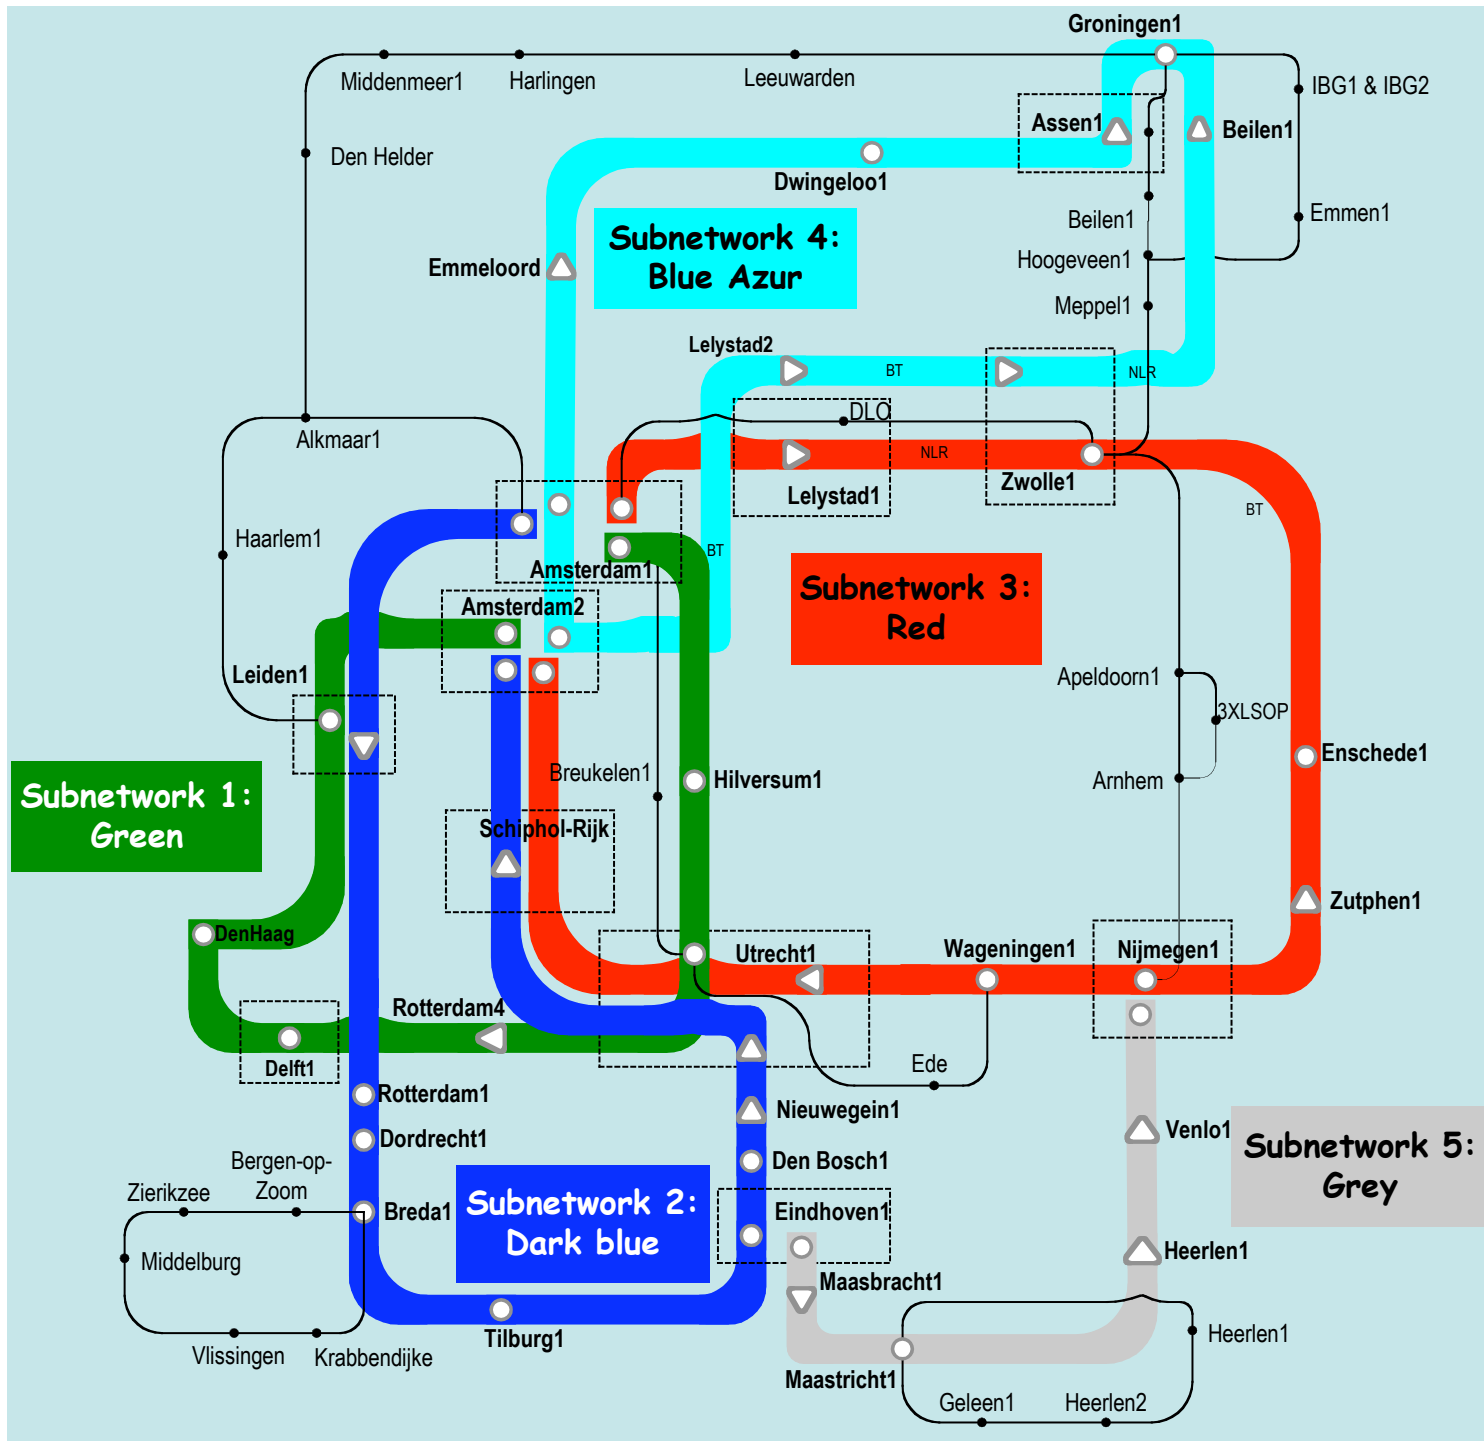 Groningen1
Middenmeer1
Harlingen
Leeuwarden
IBG1 & IBG2
Assen1
Beilen1
Den Helder
Dwingeloo1
Beilen1
Emmen1
Subnetwork 4:
Blue Azur
Emmeloord
Hoogeveen1
Meppel1
Lelystad2
BT
NLR
DLO
Alkmaar1
NLR
Lelystad1
Zwolle1
BT
Haarlem1
BT
Amsterdam1
Subnetwork 3:
Red
Amsterdam2
Leiden1
Apeldoorn1
3XLSOP
Enschede1
Breukelen1
Hilversum1
Arnhem
Subnetwork 1:
Green
Schiphol-Rijk
Zutphen1
DenHaag
Utrecht1
Wageningen1
Nijmegen1
Rotterdam4
Delft1
Ede
Rotterdam1
Nieuwegein1
Venlo1
Dordrecht1
Subnetwork 5:
Grey
Bergen-op-
Zoom
Den Bosch1
Zierikzee
Breda1
Subnetwork 2:
Dark blue
Eindhoven1
Heerlen1
Middelburg
Maasbracht1
Tilburg1
Heerlen1
Vlissingen
Krabbendijke
Maastricht1
Geleen1
Heerlen2